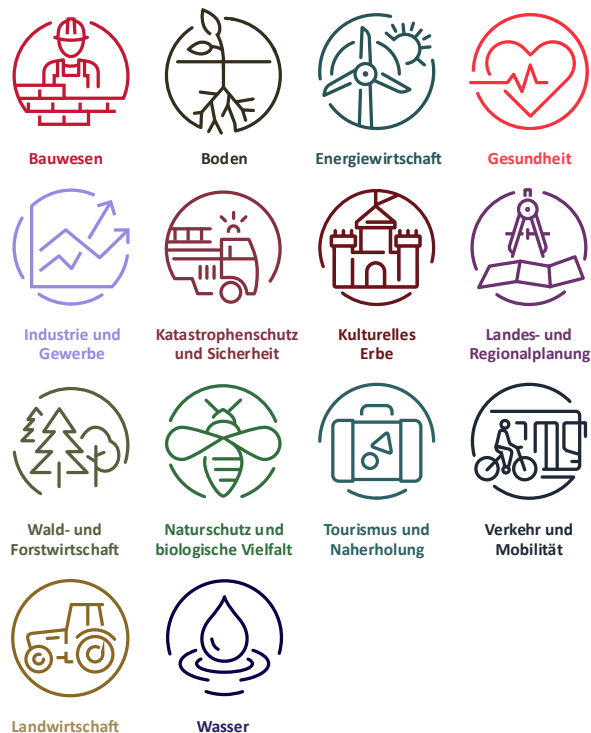 Bauwesen
Boden
Energiewirtschaft
Gesundheit
Industrie und
Gewerbe
Katastrophenschutz
und Sicherheit
Kulturelles
Erbe
Landes- und
Regionalplanung
Wald- und
Forstwirtschaft
Naturschutz und
biologische Vielfalt
Tourismus und
Naherholung
Verkehr und
Mobilität
Landwirtschaft
Wasser